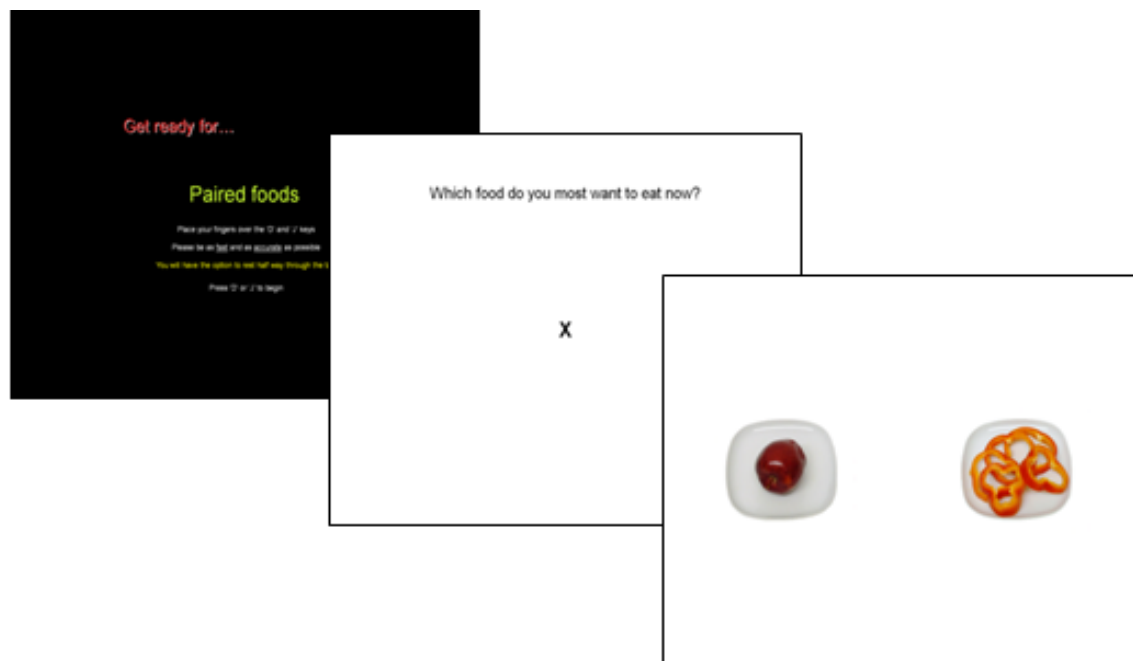 Get ready for...
Paired foods
Place your fingers over the 'D' and 'J' keys
Please be as fast and as accurate as possible
You will have the option to rest half way through the
Press 'D' or 'J' to begin
Which food do you most want to eat now?
X